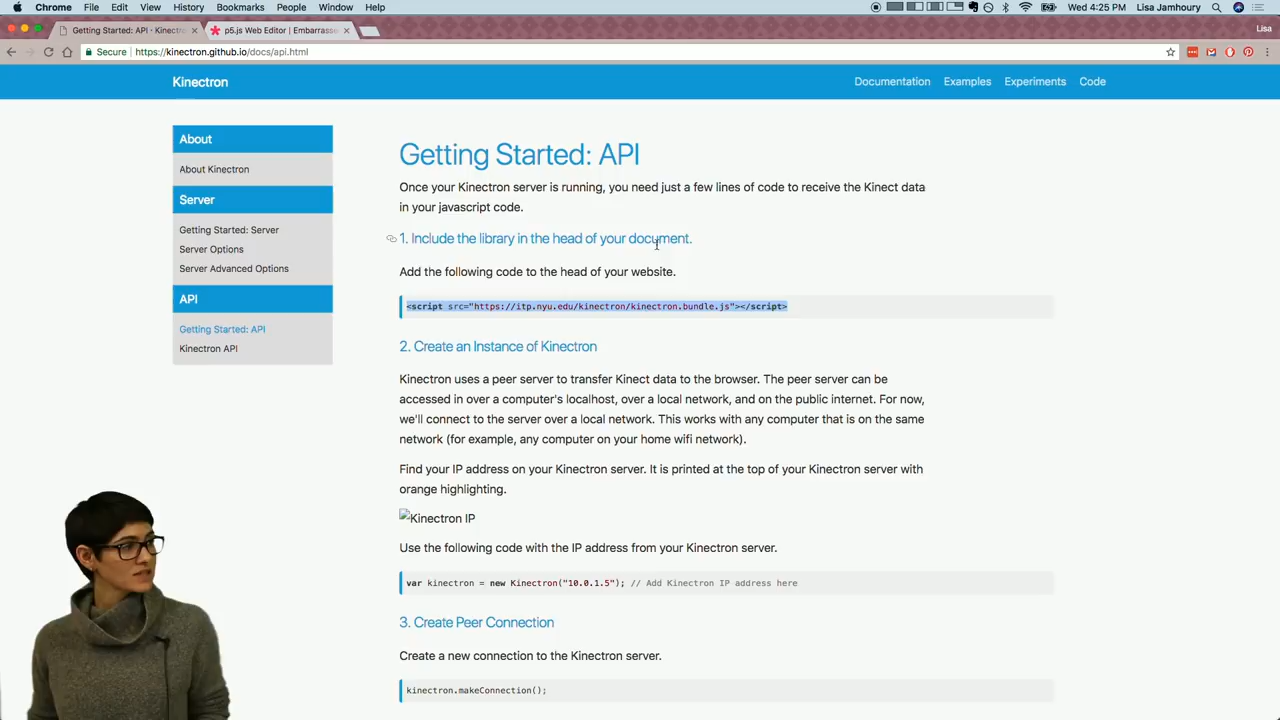 Chrome File Edit View History Bookmarks People Window Help
Wed 4:25 PM Lisa Jamhoury
Getting Started: API · Kinectro
p5.js Web Editor | Embarrasse
Lisa
Secure https://kinectron.github.io/docs/api.html
Kinectron
Documentation Examples Experiments Code
About
About Kinectron
Server
Getting Started: Server
Server Options
Server Advanced Options
API
Getting Started: API
Kinectron API
Getting Started: API
Once your Kinectron server is running, you need just a few lines of code to receive the Kinect data
in your javascript code.
1. Include the library in the head of your document.
Add the following code to the head of your website.
<script src="https://itp.nyu.edu/kinectron/kinectron.bundle.js"></script>
2. Create an Instance of Kinectron
Kinectron uses a peer server to transfer Kinect data to the browser. The peer server can be
accessed in over a computer's localhost, over a local network, and on the public internet. For now,
we'll connect to the server over a local network. This works with any computer that is on the same
network (for example, any computer on your home wifi network).
Find your IP address on your Kinectron server. It is printed at the top of your Kinectron server with
orange highlighting.
Kinectron IP
Use the following code with the IP address from your Kinectron server.
var kinectron = new Kinectron("10.0.1.5"); // Add Kinectron IP address here
3. Create Peer Connection
Create a new connection to the Kinectron server.
kinectron.makeConnection();